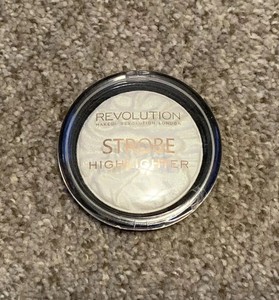 REVOLUTION
MAKEUP REVOLUTION LONDON
STROBE
HIGHLIGHTER